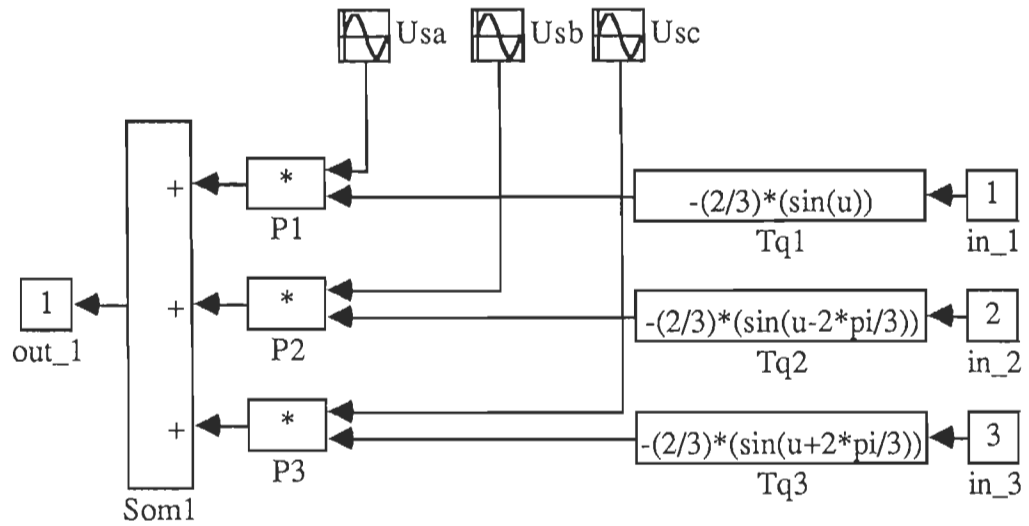 Usa Usb Usc
+ * -(2/3)*(sin(u)) 1
P1 Tq1 in_1
1 + * -(2/3)*(sin(u-2*pi/3)) 2
out_1 P2 Tq2 in_2
+ * -(2/3)*(sin(u+2*pi/3)) 3
P3 Tq3 in_3
Som1